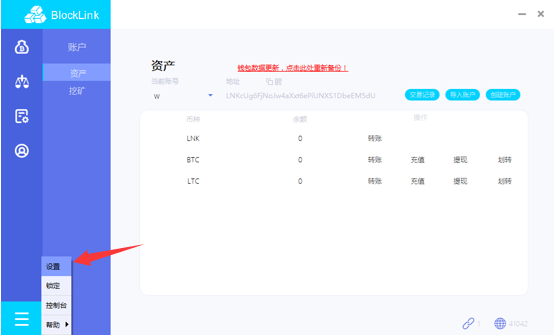 BlockLink
账户
资产
挖矿
资产
钱包数据更新，点击此处重新备份！
当前账号
地址
w
LNKcUg6FjNoJw4aXxt6ePiUNXS1DbeEM5dU
交易记录
导入账户
创建账户
币种
余额
操作
LNK 0 转账
BTC 0 转账 充值 提现 划转
LTC 0 转账 充值 提现 划转
设置
锁定
控制台
帮助
1
41042